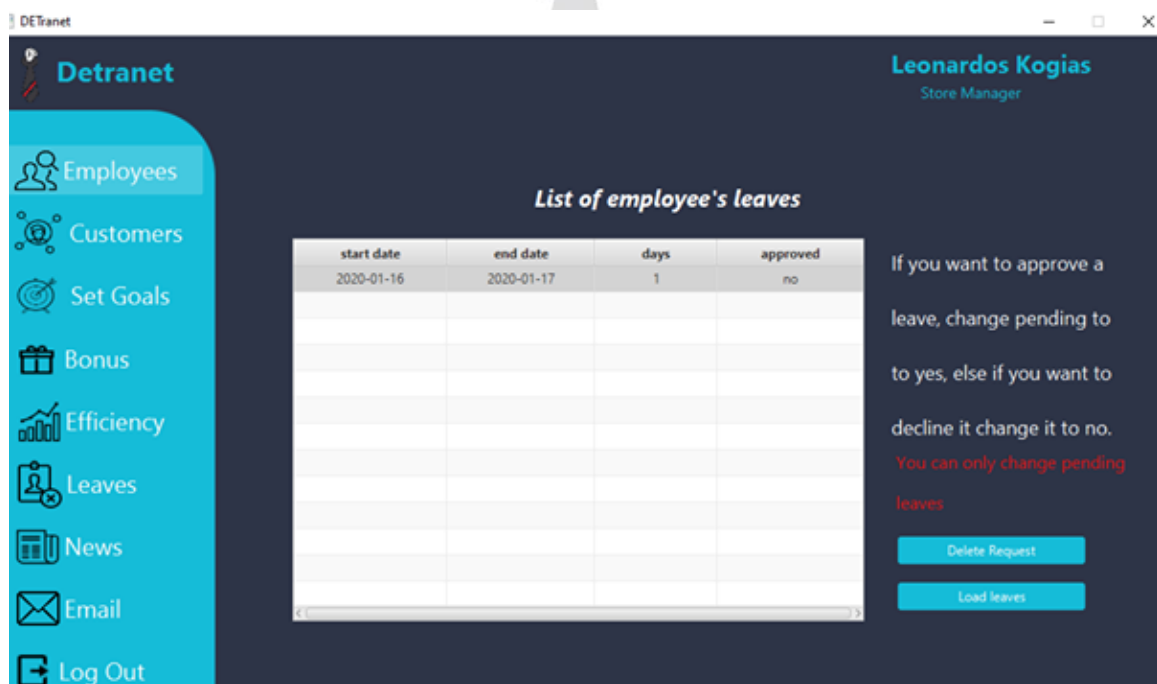 DETranet
Detranet
Leonardos Kogias
Store Manager
Employees
Customers
Set Goals
Bonus
Efficiency
Leaves
News
Email
Log Out
List of employee's leaves
start date end date days approved
2020-01-16 2020-01-17 1 no
If you want to approve a
leave, change pending to
to yes, else if you want to
decline it change it to no.
You can only change pending
leaves
Delete Request
Load leaves